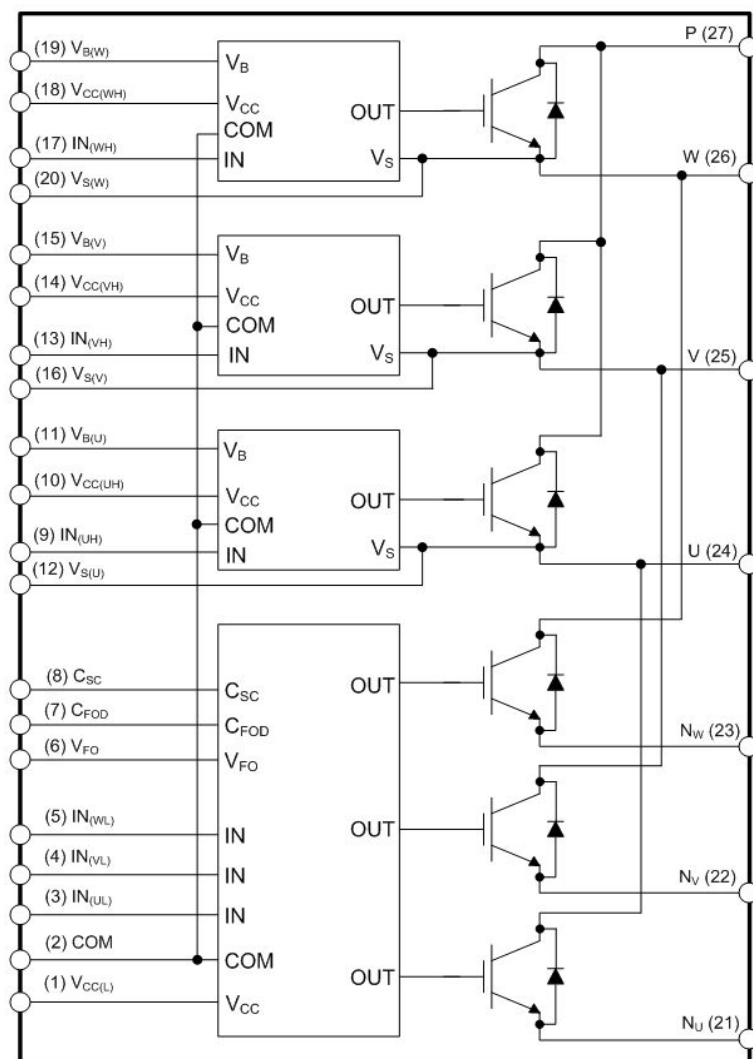 (19) VB(W)
VB
P (27)
(18) VCC(WH)
VCC
OUT
COM
(17) IN(WH)
IN
VS
W (26)
(20) VS(W)
(15) VB(V)
VB
(14) VCC(VH)
VCC
OUT
COM
(13) IN(VH)
IN
VS
V (25)
(16) VS(V)
(11) VB(U)
VB
(10) VCC(UH)
VCC
OUT
COM
(9) IN(UH)
IN
VS
U (24)
(12) VS(U)
(8) CSC
CSC
OUT
(7) CFOD
CFOD
NW (23)
(6) VFO
VFO
(5) IN(WL)
IN
OUT
(4) IN(VL)
IN
NV (22)
(3) IN(UL)
IN
(2) COM
COM
OUT
(1) VCC(L)
VCC
NU (21)